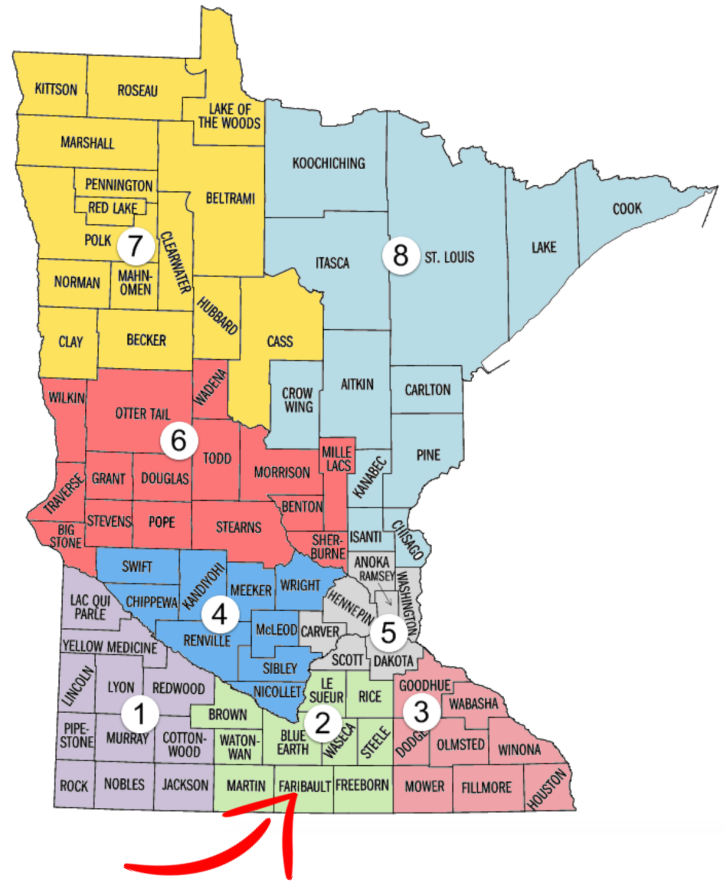 KITTSON
ROSEAU
LAKE OF
THE WOODS
MARSHALL
KOOCHICHING
PENNINGTON
RED LAKE
BELTRAMI
COOK
POLK
7
CLEARWATER
8
ST. LOUIS
LAKE
ITASCA
NORMAN
MAHN-
OMEN
HUBBARD
CLAY
BECKER
CASS
WADENA
AITKIN
CARLTON
WILKIN
CROW
WING
OTTER TAIL
6
TODD
MILLE
LACS
PINE
KANABEC
MORRISON
TRAVERSE
GRANT
DOUGLAS
BENTON
STEVENS
POPE
STEARNS
BIG
STONE
SHER-
BURNE
ISANTI
CHISAGO
ANOKA
RAMSEY
WASHINGTON
SWIFT
KANDIYOHI
MEEKER
WRIGHT
HENNEPIN
LAC QUI
PARLE
CHIPPEWA
4
McLEOD
CARVER
5
RENVILLE
YELLOW MEDICINE
SIBLEY
SCOTT
DAKOTA
LINCOLN
LYON
REDWOOD
NICOLLET
LE
SUEUR
RICE
GOODHUE
WABASHA
1
BROWN
2
3
PIPE-
STONE
MURRAY
COTTON-
WOOD
WATON-
WAN
BLUE
EARTH
WASECA
STEELE
DODGE
OLMSTED
WINONA
ROCK
NOBLES
JACKSON
MARTIN
FARIBAULT
FREEBORN
MOWER
FILLMORE
HOUSTON